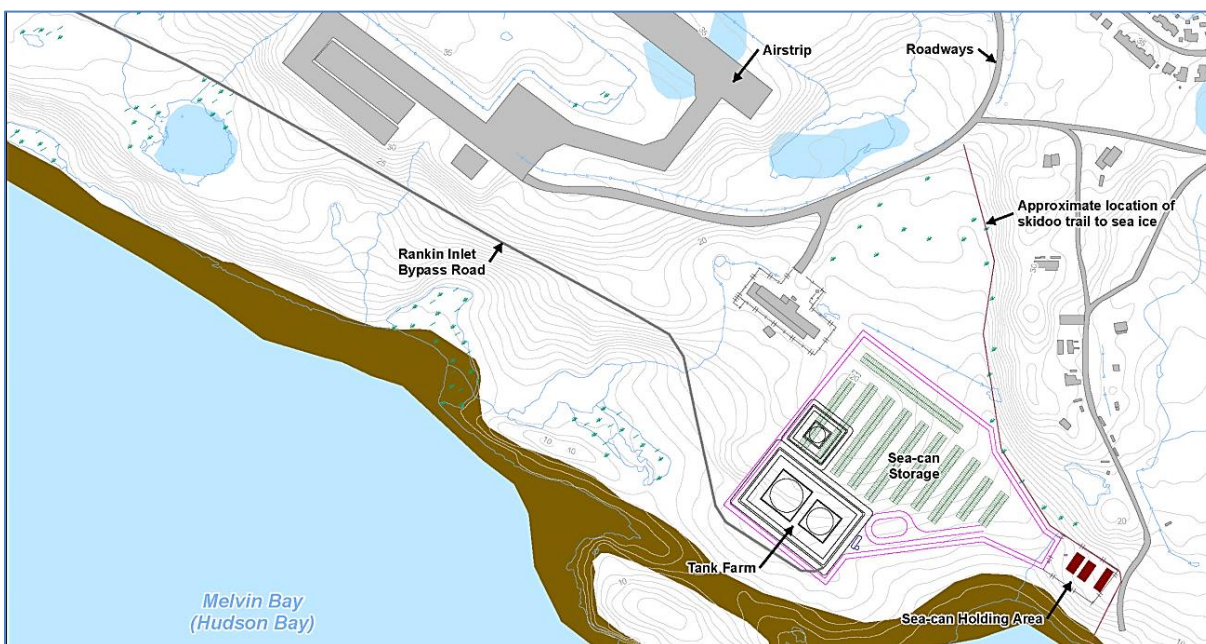 Airstrip
Roadways
Approximate location of
skidoo trail to sea ice
Rankin Inlet
Bypass Road
Sea-can
Storage
Tank Farm
Melvin Bay
(Hudson Bay)
Sea-can Holding Area
35
35
30
25
20
10
10
20